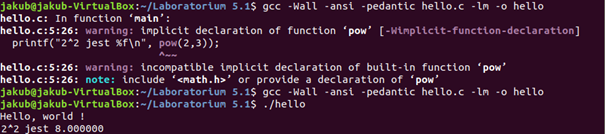 jakub@jakub-VirtualBox:~/Laboratorium 5.1$ gcc -Wall -ansi -pedantic hello.c -lm -o hello
hello.c: In function ‘main’:
hello.c:5:26: warning: implicit declaration of function ‘pow’ [-Wimplicit-function-declaration]
printf("2^2 jest %f\n", pow(2,3));
^~~
hello.c:5:26: warning: incompatible implicit declaration of built-in function ‘pow’
hello.c:5:26: note: include ‘<math.h>’ or provide a declaration of ‘pow’
jakub@jakub-VirtualBox:~/Laboratorium 5.1$ gcc -Wall -ansi -pedantic hello.c -lm -o hello
jakub@jakub-VirtualBox:~/Laboratorium 5.1$ ./hello
Hello, world !
2^2 jest 8.000000